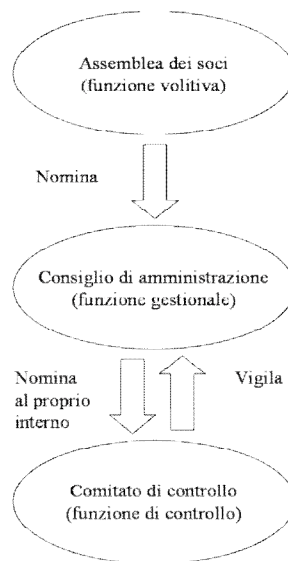 Assemblea dei soci
(funzione volitiva)
Nomina
Consiglio di amministrazione
(funzione gestionale)
Nomina
al proprio
interno
Vigila
Comitato di controllo
(funzione di controllo)